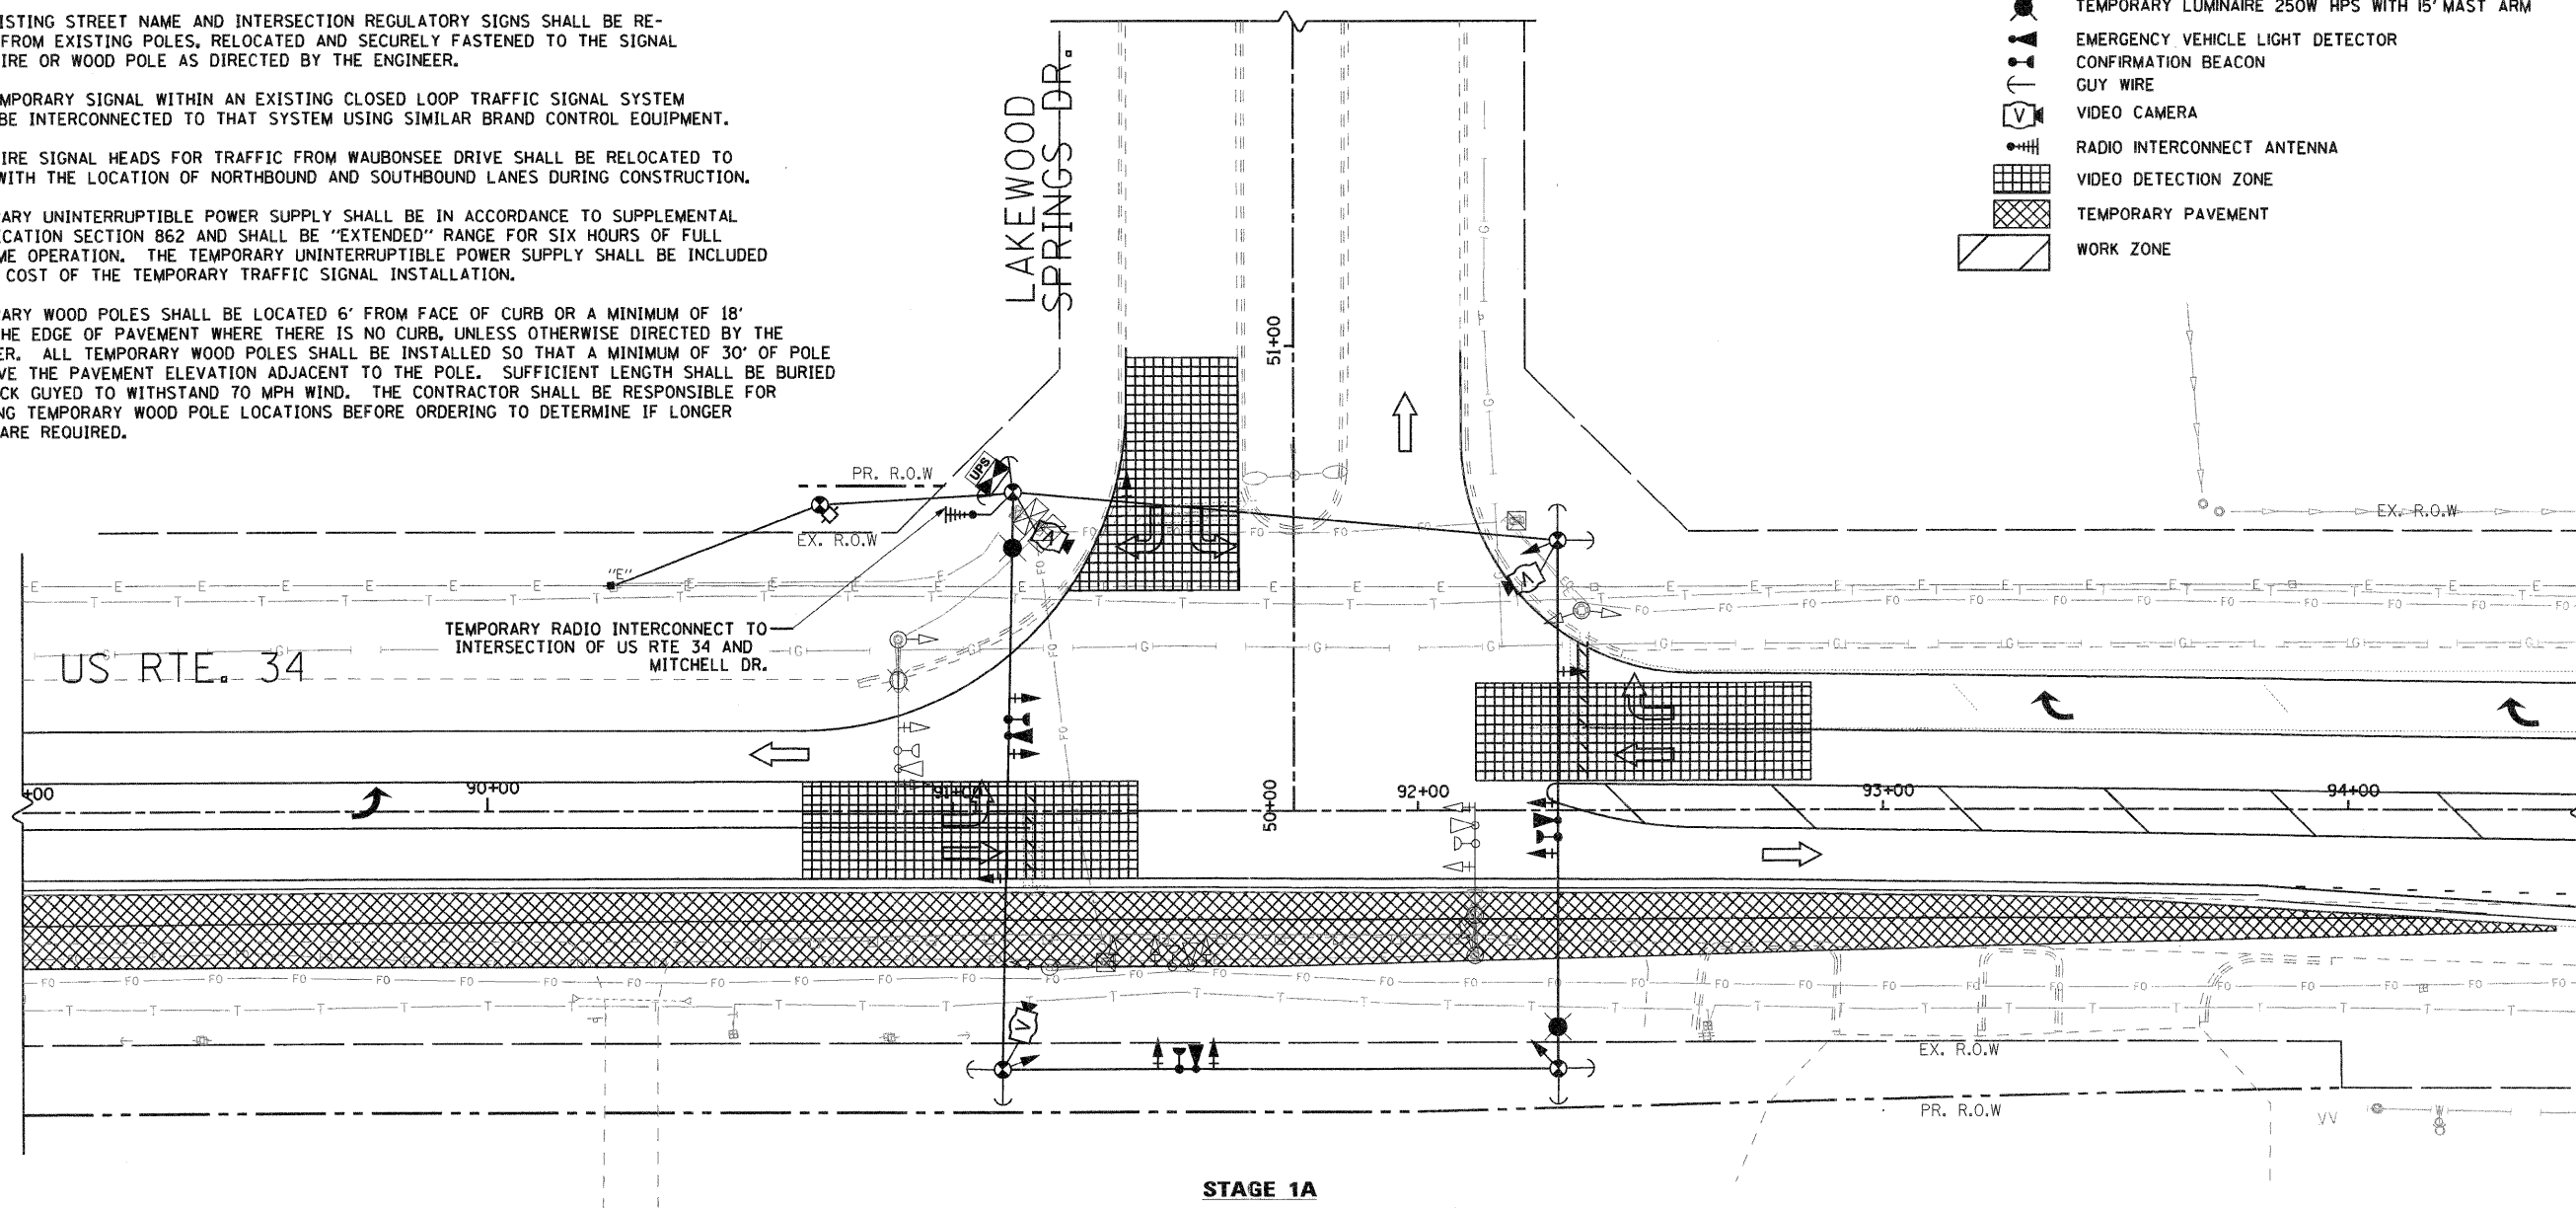 ISTING STREET NAME AND INTERSECTION REGULATORY SIGNS SHALL BE RE-
FROM EXISTING POLES, RELOCATED AND SECURELY FASTENED TO THE SIGNAL
IRE OR WOOD POLE AS DIRECTED BY THE ENGINEER.
MPORARY SIGNAL WITHIN AN EXISTING CLOSED LOOP TRAFFIC SIGNAL SYSTEM
BE INTERCONNECTED TO THAT SYSTEM USING SIMILAR BRAND CONTROL EQUIPMENT.
IRE SIGNAL HEADS FOR TRAFFIC FROM WAUBONSEE DRIVE SHALL BE RELOCATED TO
WITH THE LOCATION OF NORTHBOUND AND SOUTHBOUND LANES DURING CONSTRUCTION.
ARY UNINTERRUPTIBLE POWER SUPPLY SHALL BE IN ACCORDANCE TO SUPPLEMENTAL
CATION SECTION 862 AND SHALL BE "EXTENDED" RANGE FOR SIX HOURS OF FULL
ME OPERATION. THE TEMPORARY UNINTERRUPTIBLE POWER SUPPLY SHALL BE INCLUDED
COST OF THE TEMPORARY TRAFFIC SIGNAL INSTALLATION.
ARY WOOD POLES SHALL BE LOCATED 6' FROM FACE OF CURB OR A MINIMUM OF 18'
HE EDGE OF PAVEMENT WHERE THERE IS NO CURB, UNLESS OTHERWISE DIRECTED BY THE
ER. ALL TEMPORARY WOOD POLES SHALL BE INSTALLED SO THAT A MINIMUM OF 30' OF POLE
VE THE PAVEMENT ELEVATION ADJACENT TO THE POLE. SUFFICIENT LENGTH SHALL BE BURIED
CK GUYED TO WITHSTAND 70 MPH WIND. THE CONTRACTOR SHALL BE RESPONSIBLE FOR
NG TEMPORARY WOOD POLE LOCATIONS BEFORE ORDERING TO DETERMINE IF LONGER
ARE REQUIRED.
TEMPORARY LUMINAIRE 250W HPS WITH 15' MAST ARM
EMERGENCY VEHICLE LIGHT DETECTOR
CONFIRMATION BEACON
GUY WIRE
V VIDEO CAMERA
RADIO INTERCONNECT ANTENNA
VIDEO DETECTION ZONE
TEMPORARY PAVEMENT
WORK ZONE
LAKEWOOD
SPRINGS DR.
51+00
PR. R.O.W
UPS
EX. R.O.W
EX. R.O.W
"E"
TEMPORARY RADIO INTERCONNECT TO
INTERSECTION OF US RTE 34 AND
MITCHELL DR.
US RTE. 34
+00
90+00
91+00
50+00
92+00
93+00
94+00
V
EX. R.O.W
PR. R.O.W
STAGE 1A